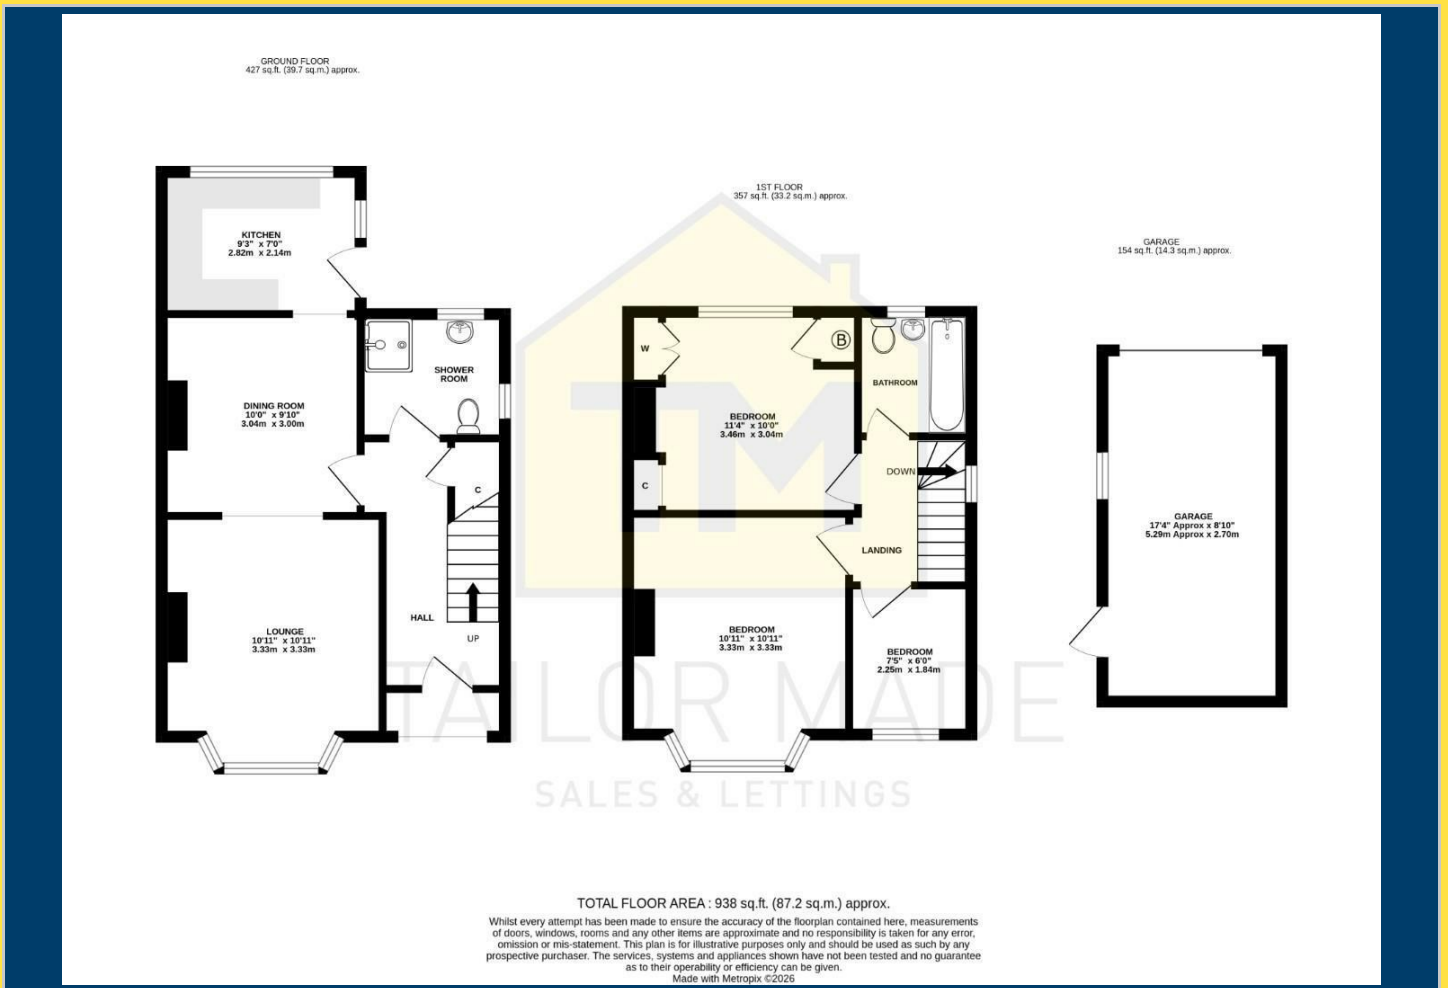 GROUND FLOOR
427 sq.ft. (39.7 sq.m.) approx.
KITCHEN
9'3" x 7'0"
2.82m x 2.14m
SHOWER
ROOM
DINING ROOM
10'0" x 9'10"
3.04m x 3.00m
C
LOUNGE
10'11" x 10'11"
3.33m x 3.33m
HALL
UP
1ST FLOOR
357 sq.ft. (33.2 sq.m.) approx.
W
B
BATHROOM
BEDROOM
11'4" x 10'0"
3.46m x 3.04m
DOWN
C
LANDING
BEDROOM
10'11" x 10'11"
3.33m x 3.33m
BEDROOM
7'5" x 6'0"
2.25m x 1.84m
GARAGE
154 sq.ft. (14.3 sq.m.) approx.
GARAGE
17'4" Approx x 8'10"
5.29m Approx x 2.70m
TM
TAILOR MADE
SALES & LETTINGS
TOTAL FLOOR AREA : 938 sq.ft. (87.2 sq.m.) approx.
Whilst every attempt has been made to ensure the accuracy of the floorplan contained here, measurements
of doors, windows, rooms and any other items are approximate and no responsibility is taken for any error,
omission or mis-statement. This plan is for illustrative purposes only and should be used as such by any
prospective purchaser. The services, systems and appliances shown have not been tested and no guarantee
as to their operability or efficiency can be given.
Made with Metropix ©2026